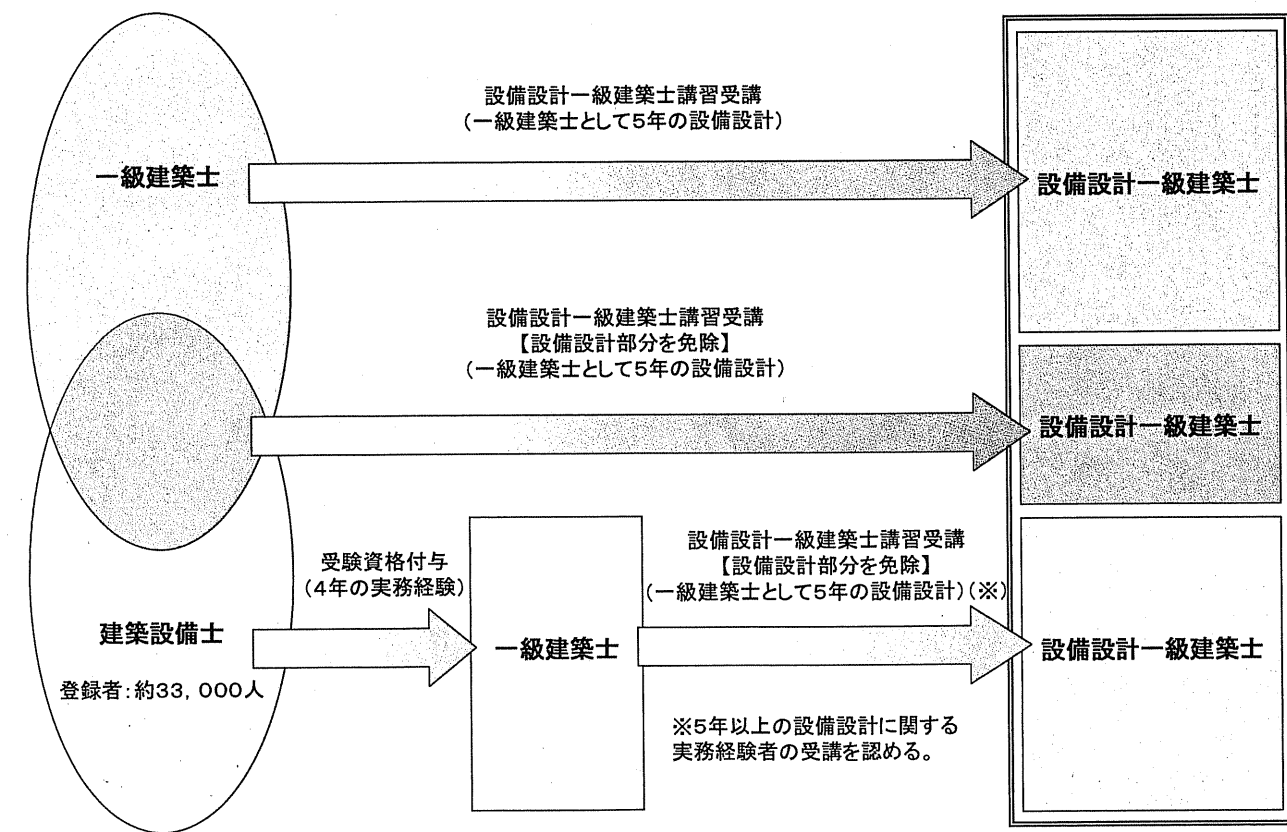 設備設計一級建築士講習受講
(一級建築士として5年の設備設計)
一級建築士
設備設計一級建築士
設備設計一級建築士講習受講
【設備設計部分を免除】
(一級建築士として5年の設備設計)
設備設計一級建築士
受験資格付与
(4年の実務経験)
設備設計一級建築士講習受講
【設備設計部分を免除】
(一級建築士として5年の設備設計)(※)
建築設備士
登録者:約33,000人
一級建築士
設備設計一級建築士
※5年以上の設備設計に関する
実務経験者の受講を認める。